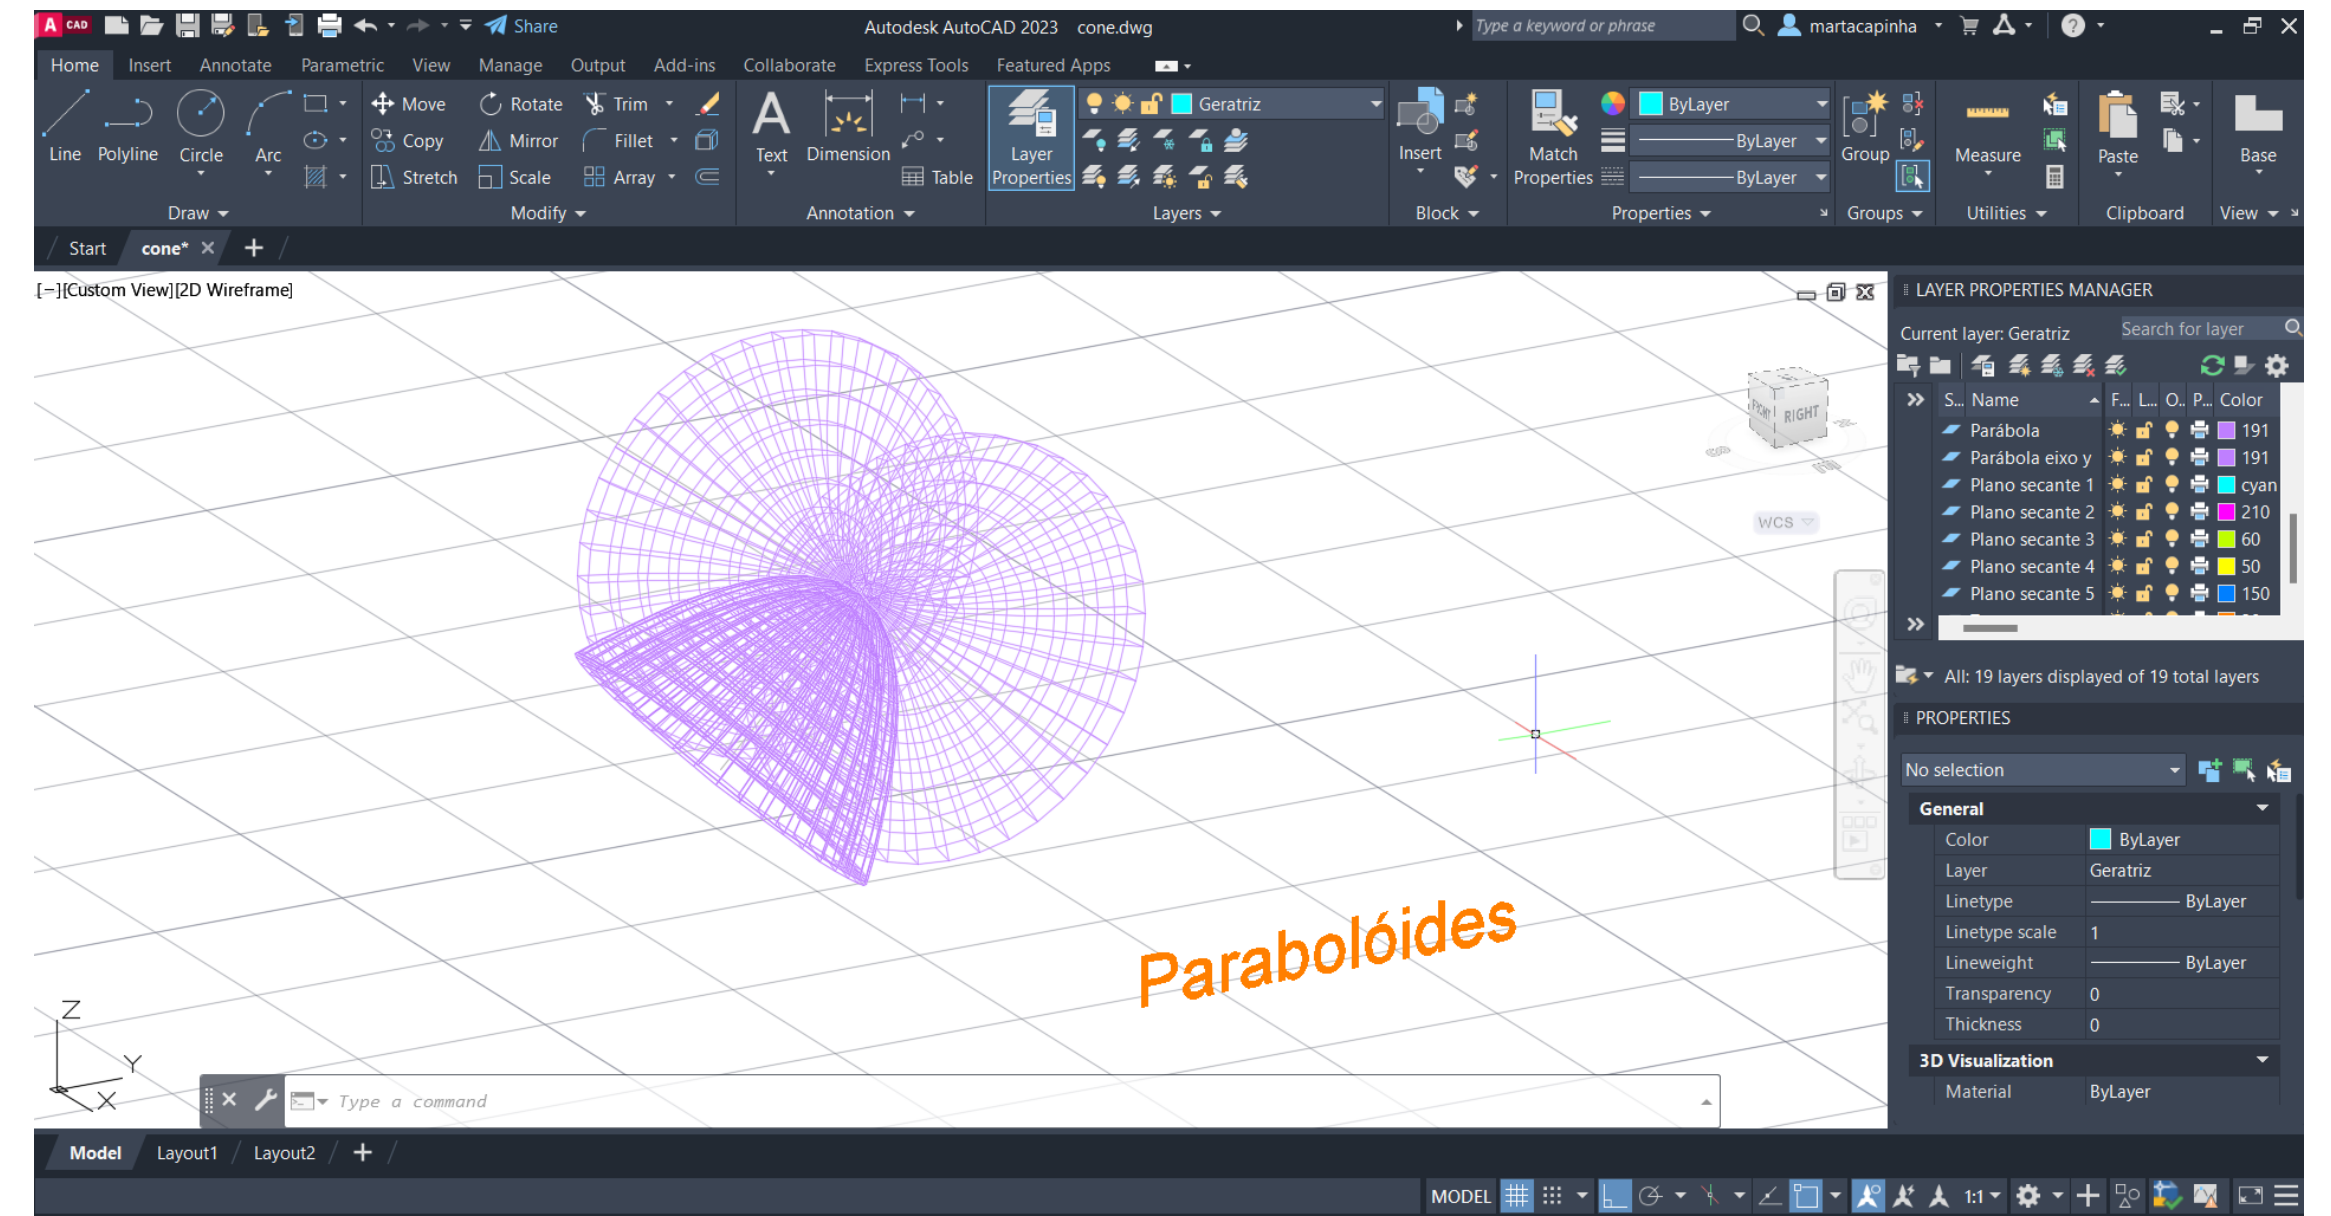 A CAD Share Autodesk AutoCAD 2023 cone.dwg Type a keyword or phrase martacapinha
Home Insert Annotate Parametric View Manage Output Add-ins Collaborate Express Tools Featured Apps
Line Polyline Circle Arc
Move Rotate Trim
Copy Mirror Fillet
Stretch Scale Array
Text Dimension Table
Layer Properties
Geratriz
Insert
Match Properties
ByLayer
ByLayer
ByLayer
Group
Measure
Paste
Base
Draw Modify Annotation Layers Block Properties Groups Utilities Clipboard View
Start cone*
[−][Custom View][2D Wireframe]
FRONT RIGHT
WCS
Parabolóides
Z
Y
X
Type a command
LAYER PROPERTIES MANAGER
Current layer: Geratriz Search for layer
S... Name F... L... O.. P... Color
Parábola 191
Parábola eixo y 191
Plano secante 1 cyan
Plano secante 2 210
Plano secante 3 60
Plano secante 4 50
Plano secante 5 150
All: 19 layers displayed of 19 total layers
PROPERTIES
No selection
General
Color ByLayer
Layer Geratriz
Linetype ByLayer
Linetype scale 1
Lineweight ByLayer
Transparency 0
Thickness 0
3D Visualization
Material ByLayer
Model Layout1 Layout2
MODEL 1:1